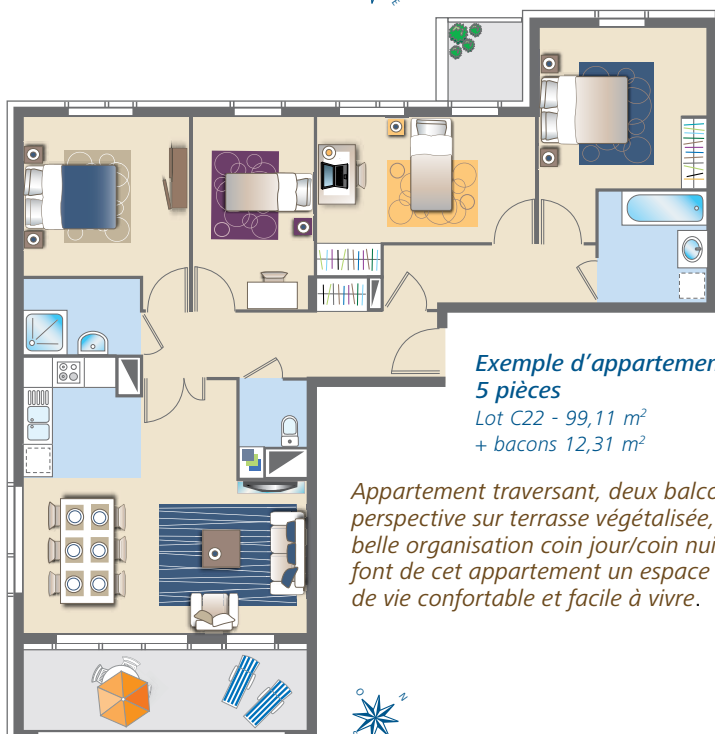 E
Exemple d'appartemen
5 pièces
Lot C22 - 99,11 m²
+ bacons 12,31 m²
Appartement traversant, deux balco
perspective sur terrasse végétalisée,
belle organisation coin jour/coin nui
font de cet appartement un espace
de vie confortable et facile à vivre.
O N